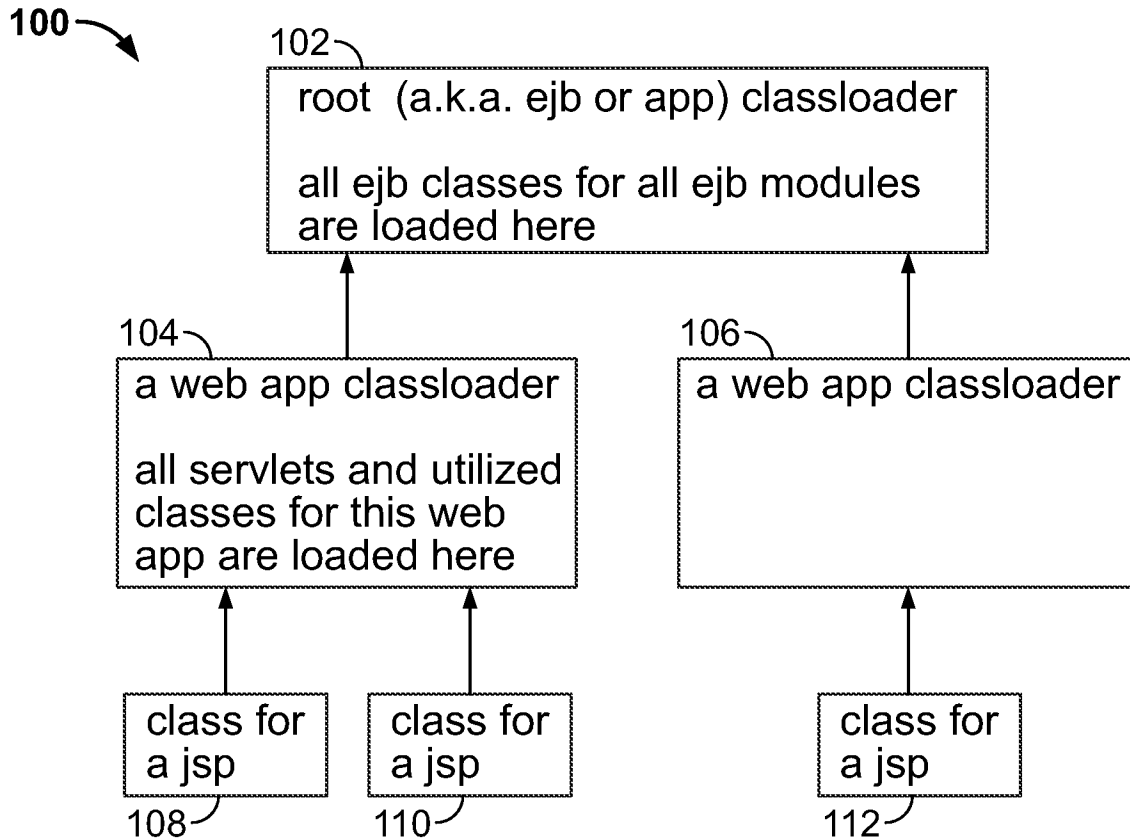 100
102
root (a.k.a. ejb or app) classloader
all ejb classes for all ejb modules
are loaded here
104
a web app classloader
all servlets and utilized
classes for this web
app are loaded here
106
a web app classloader
class for
a jsp
108
class for
a jsp
110
class for
a jsp
112